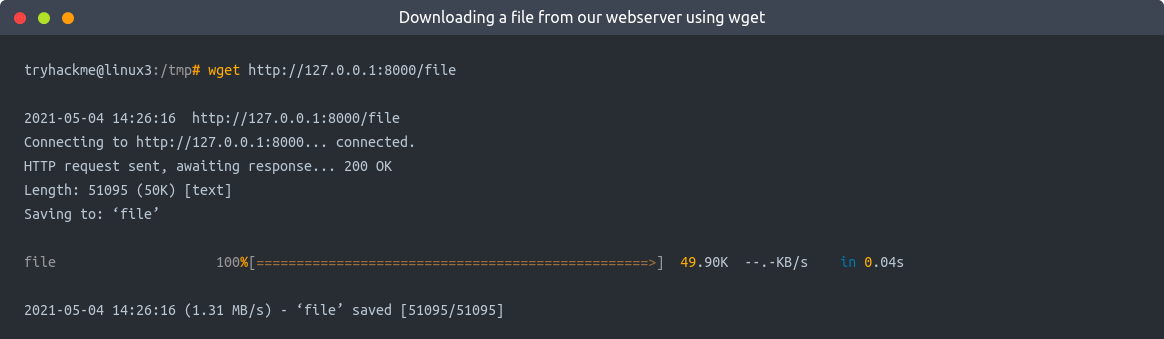 Downloading a file from our webserver using wget
tryhackme@linux3:/tmp# wget http://127.0.0.1:8000/file
2021-05-04 14:26:16  http://127.0.0.1:8000/file
Connecting to http://127.0.0.1:8000... connected.
HTTP request sent, awaiting response... 200 OK
Length: 51095 (50K) [text]
Saving to: ‘file’
file                    100%[=================================================>]  49.90K  --.-KB/s    in 0.04s
2021-05-04 14:26:16 (1.31 MB/s) - ‘file’ saved [51095/51095]